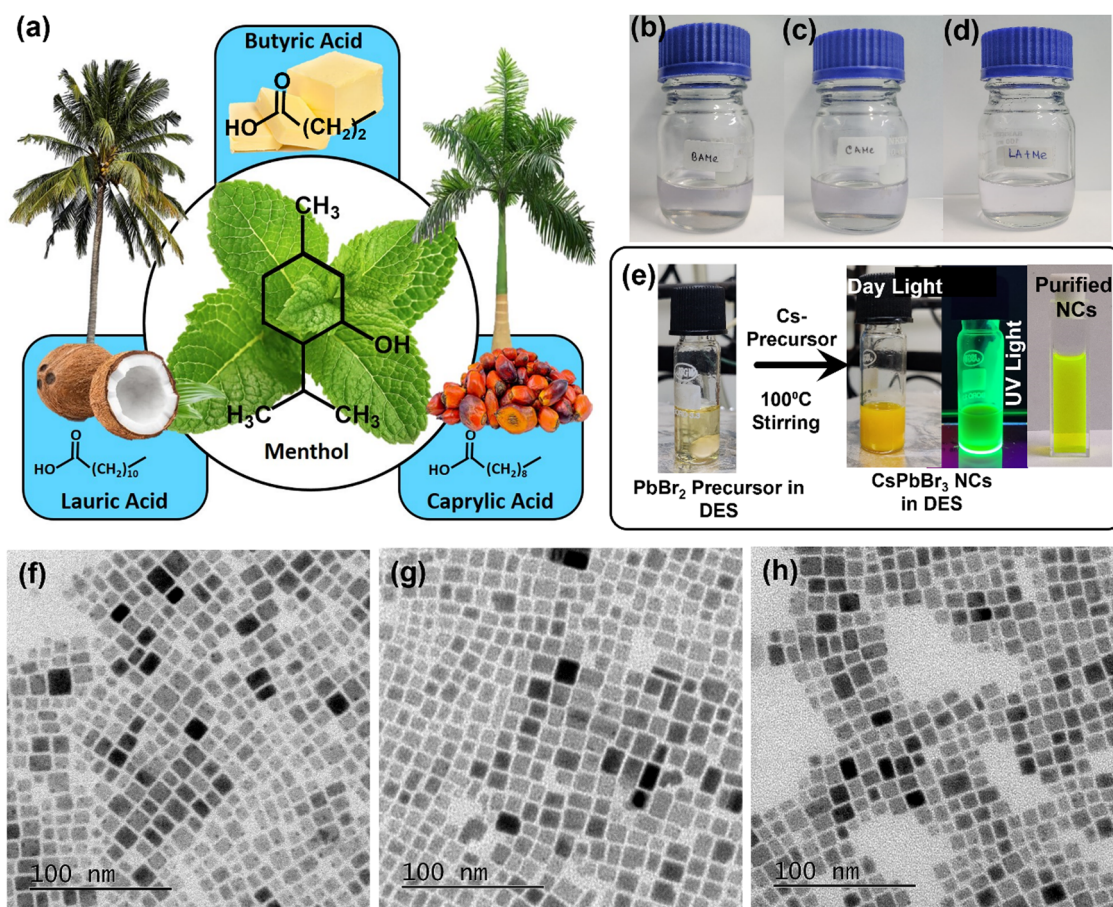 (a)
Butyric Acid
O
HO
(CH₂)₂
CH₃
OH
H₃C
CH₃
Menthol
O
HO
(CH₂)₁₀
Lauric Acid
O
HO
(CH₂)₈
Caprylic Acid
(b)
(c)
(d)
BAMe
CAMe
LA+Me
(e)
Cs-
Precursor
100ºC
Stirring
PbBr₂ Precursor in
DES
Day Light
UV Light
CsPbBr₃ NCs
in DES
Purified
NCs
(f)
100 nm
(g)
100 nm
(h)
100 nm